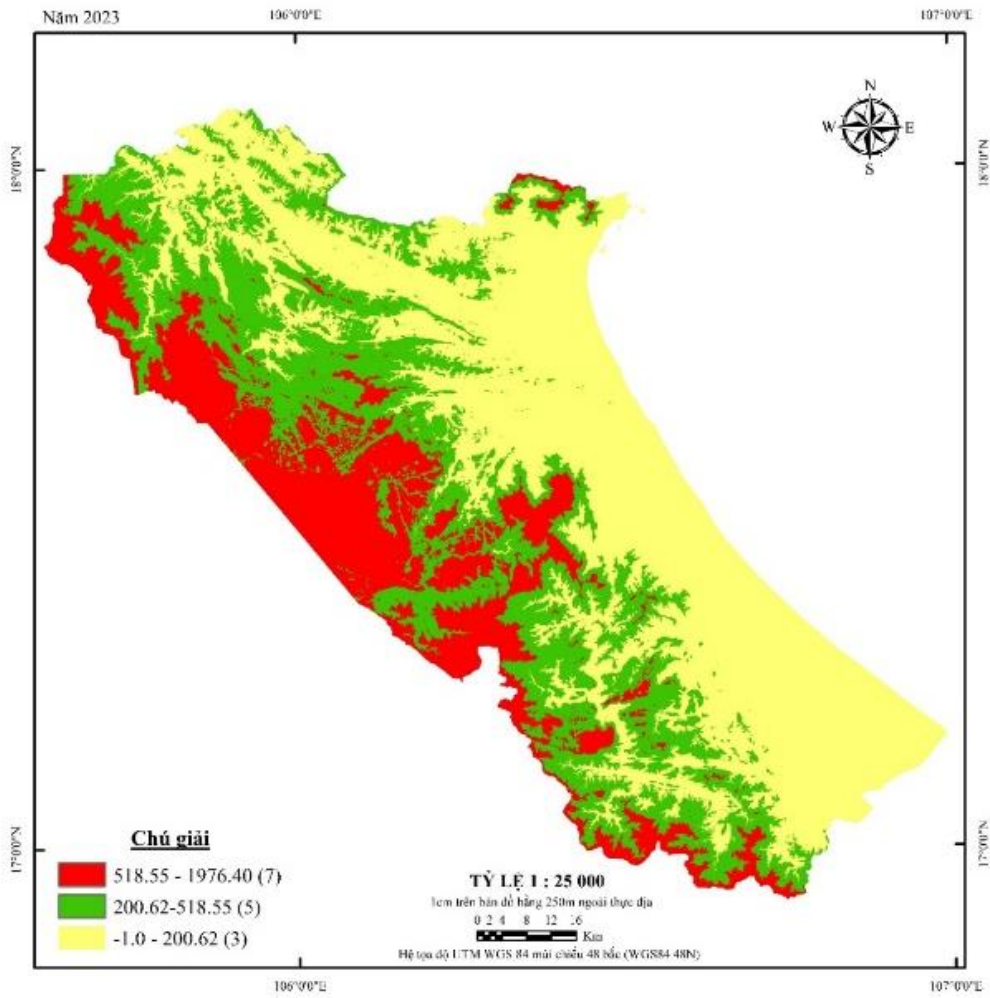 Năm 2023
106°0'0"E
107°0'0"E
N
W E
S
18°0'0"N
18°0'0"N
17°0'0"N
17°0'0"N
Chú giải
518.55 - 1976.40 (7)
200.62-518.55 (5)
-1.0 - 200.62 (3)
TỶ LỆ 1 : 25 000
1cm trên bản đồ bằng 250m ngoài thực địa
0 2 4 8 12 16
Km
Hệ tọa độ UTM WGS 84 múi chiếu 48 bắc (WGS84 48N)
106°0'0"E
107°0'0"E